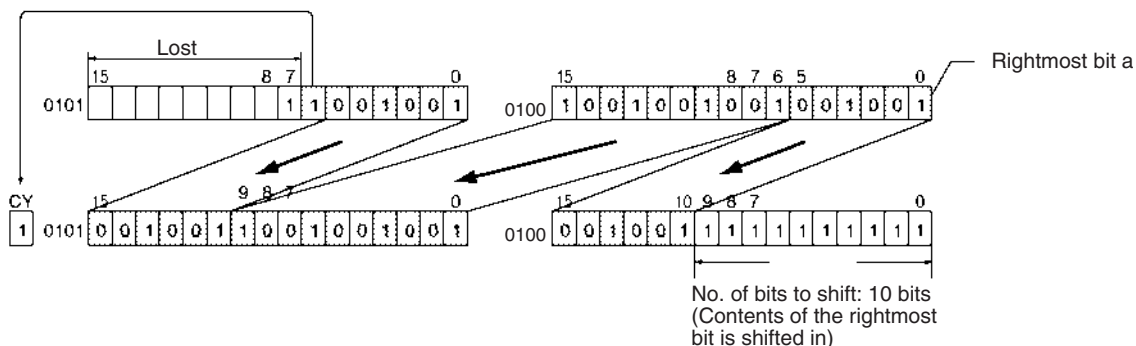 Lost
Rightmost bit a
15 8 7 0
15 8 7 6 5 0
0101 1 1 0 0 1 0 0 1
0100 1 0 0 1 0 0 1 0 0 1 0 0 1 0 0 1
CY
15 9 8 7 0
15 10 9 8 7 0
1 0101 0 0 1 0 0 1 1 0 0 1 0 0 1 0 0 1
0100 0 0 1 0 0 1 1 1 1 1 1 1 1 1 1 1
No. of bits to shift: 10 bits
(Contents of the rightmost
bit is shifted in)